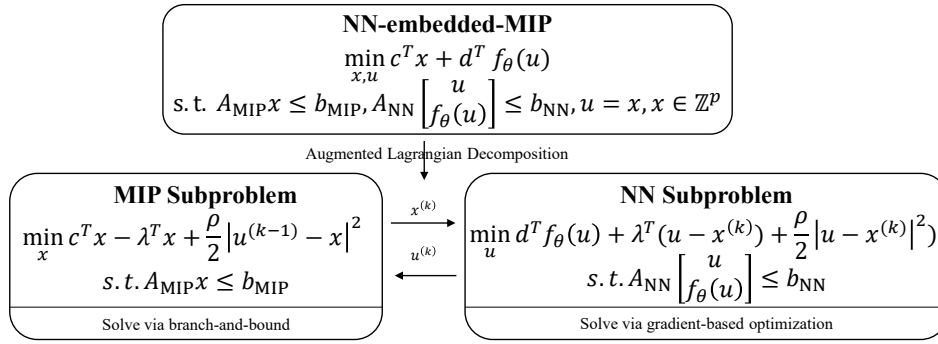 NN-embedded-MIP
min_{x,u} c^T x + d^T f_θ(u)
s.t. A_MIP x ≤ b_MIP, A_NN [u f_θ(u)] ≤ b_NN, u = x, x ∈ ℤ^p
Augmented Lagrangian Decomposition
MIP Subproblem
min_x c^T x − λ^T x + ρ/2 |u^(k−1) − x|^2
s.t. A_MIP x ≤ b_MIP
Solve via branch-and-bound
x^(k)
u^(k)
NN Subproblem
min_u d^T f_θ(u) + λ^T (u − x^(k)) + ρ/2 |u − x^(k)|^2)
s.t. A_NN [u f_θ(u)] ≤ b_NN
Solve via gradient-based optimization